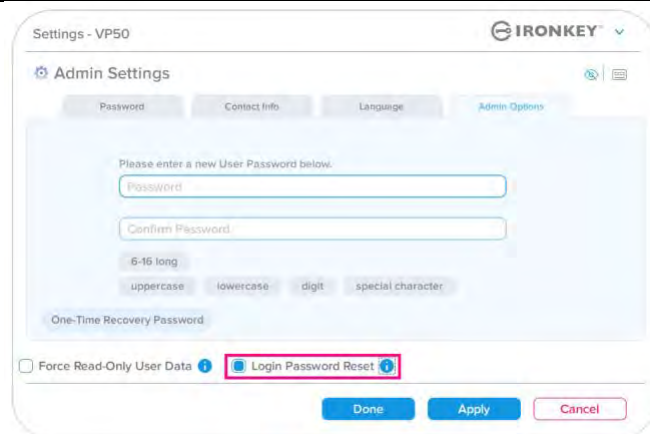 Settings - VP50
IRONKEY™
Admin Settings
Password Contact Info Language Admin Options
Please enter a new User Password below.
Password
Confirm Password
6-16 long
uppercase lowercase digit special character
One-Time Recovery Password
Force Read-Only User Data Login Password Reset
Done Apply Cancel